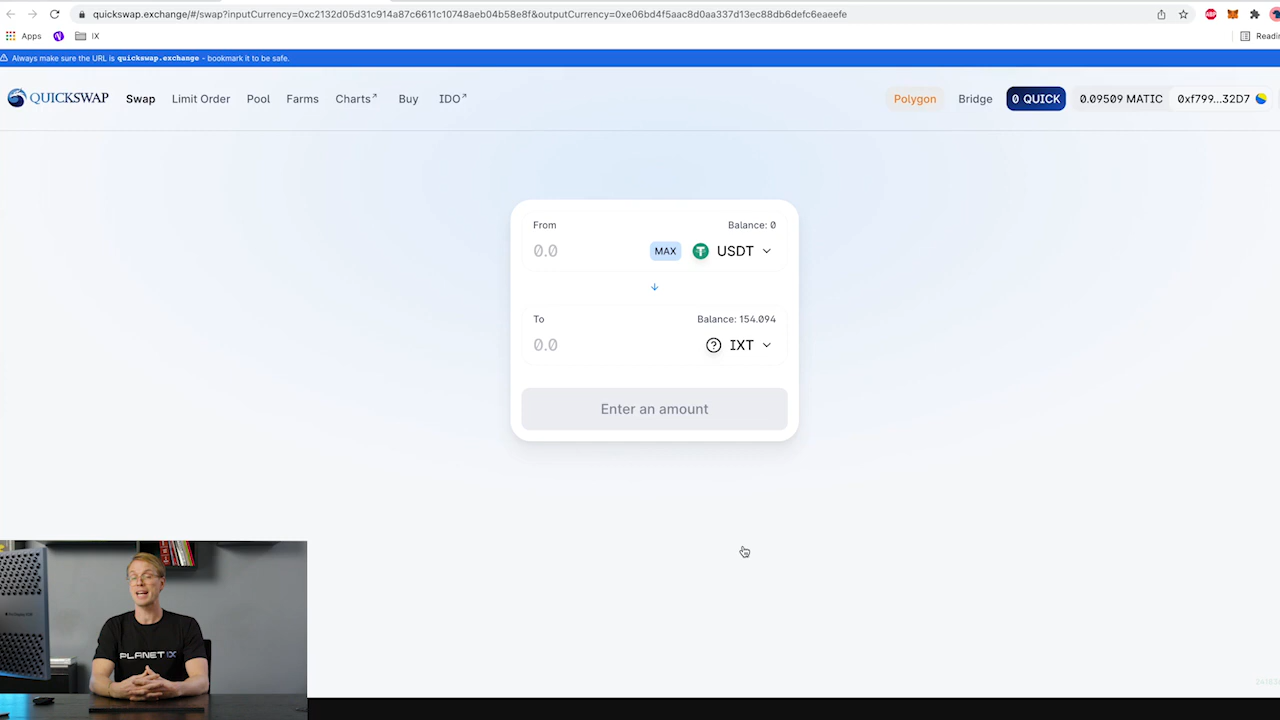 quickswap.exchange/#/swap?inputCurrency=0xc2132d05d31c914a87c6611c10748aeb04b58e8f&outputCurrency=0xe06bd4f5aac8d0aa337d13ec88db6defc6eaeefe
ABP
Apps IX Readi
Always make sure the URL is quickswap.exchange - bookmark it to be safe.
QUICKSWAP Swap Limit Order Pool Farms Charts↗ Buy IDO↗ Polygon Bridge 0 QUICK 0.09509 MATIC 0xf799...32D7
From Balance: 0
0.0 MAX USDT
To Balance: 154.094
0.0 IXT
Enter an amount
PLANET IX